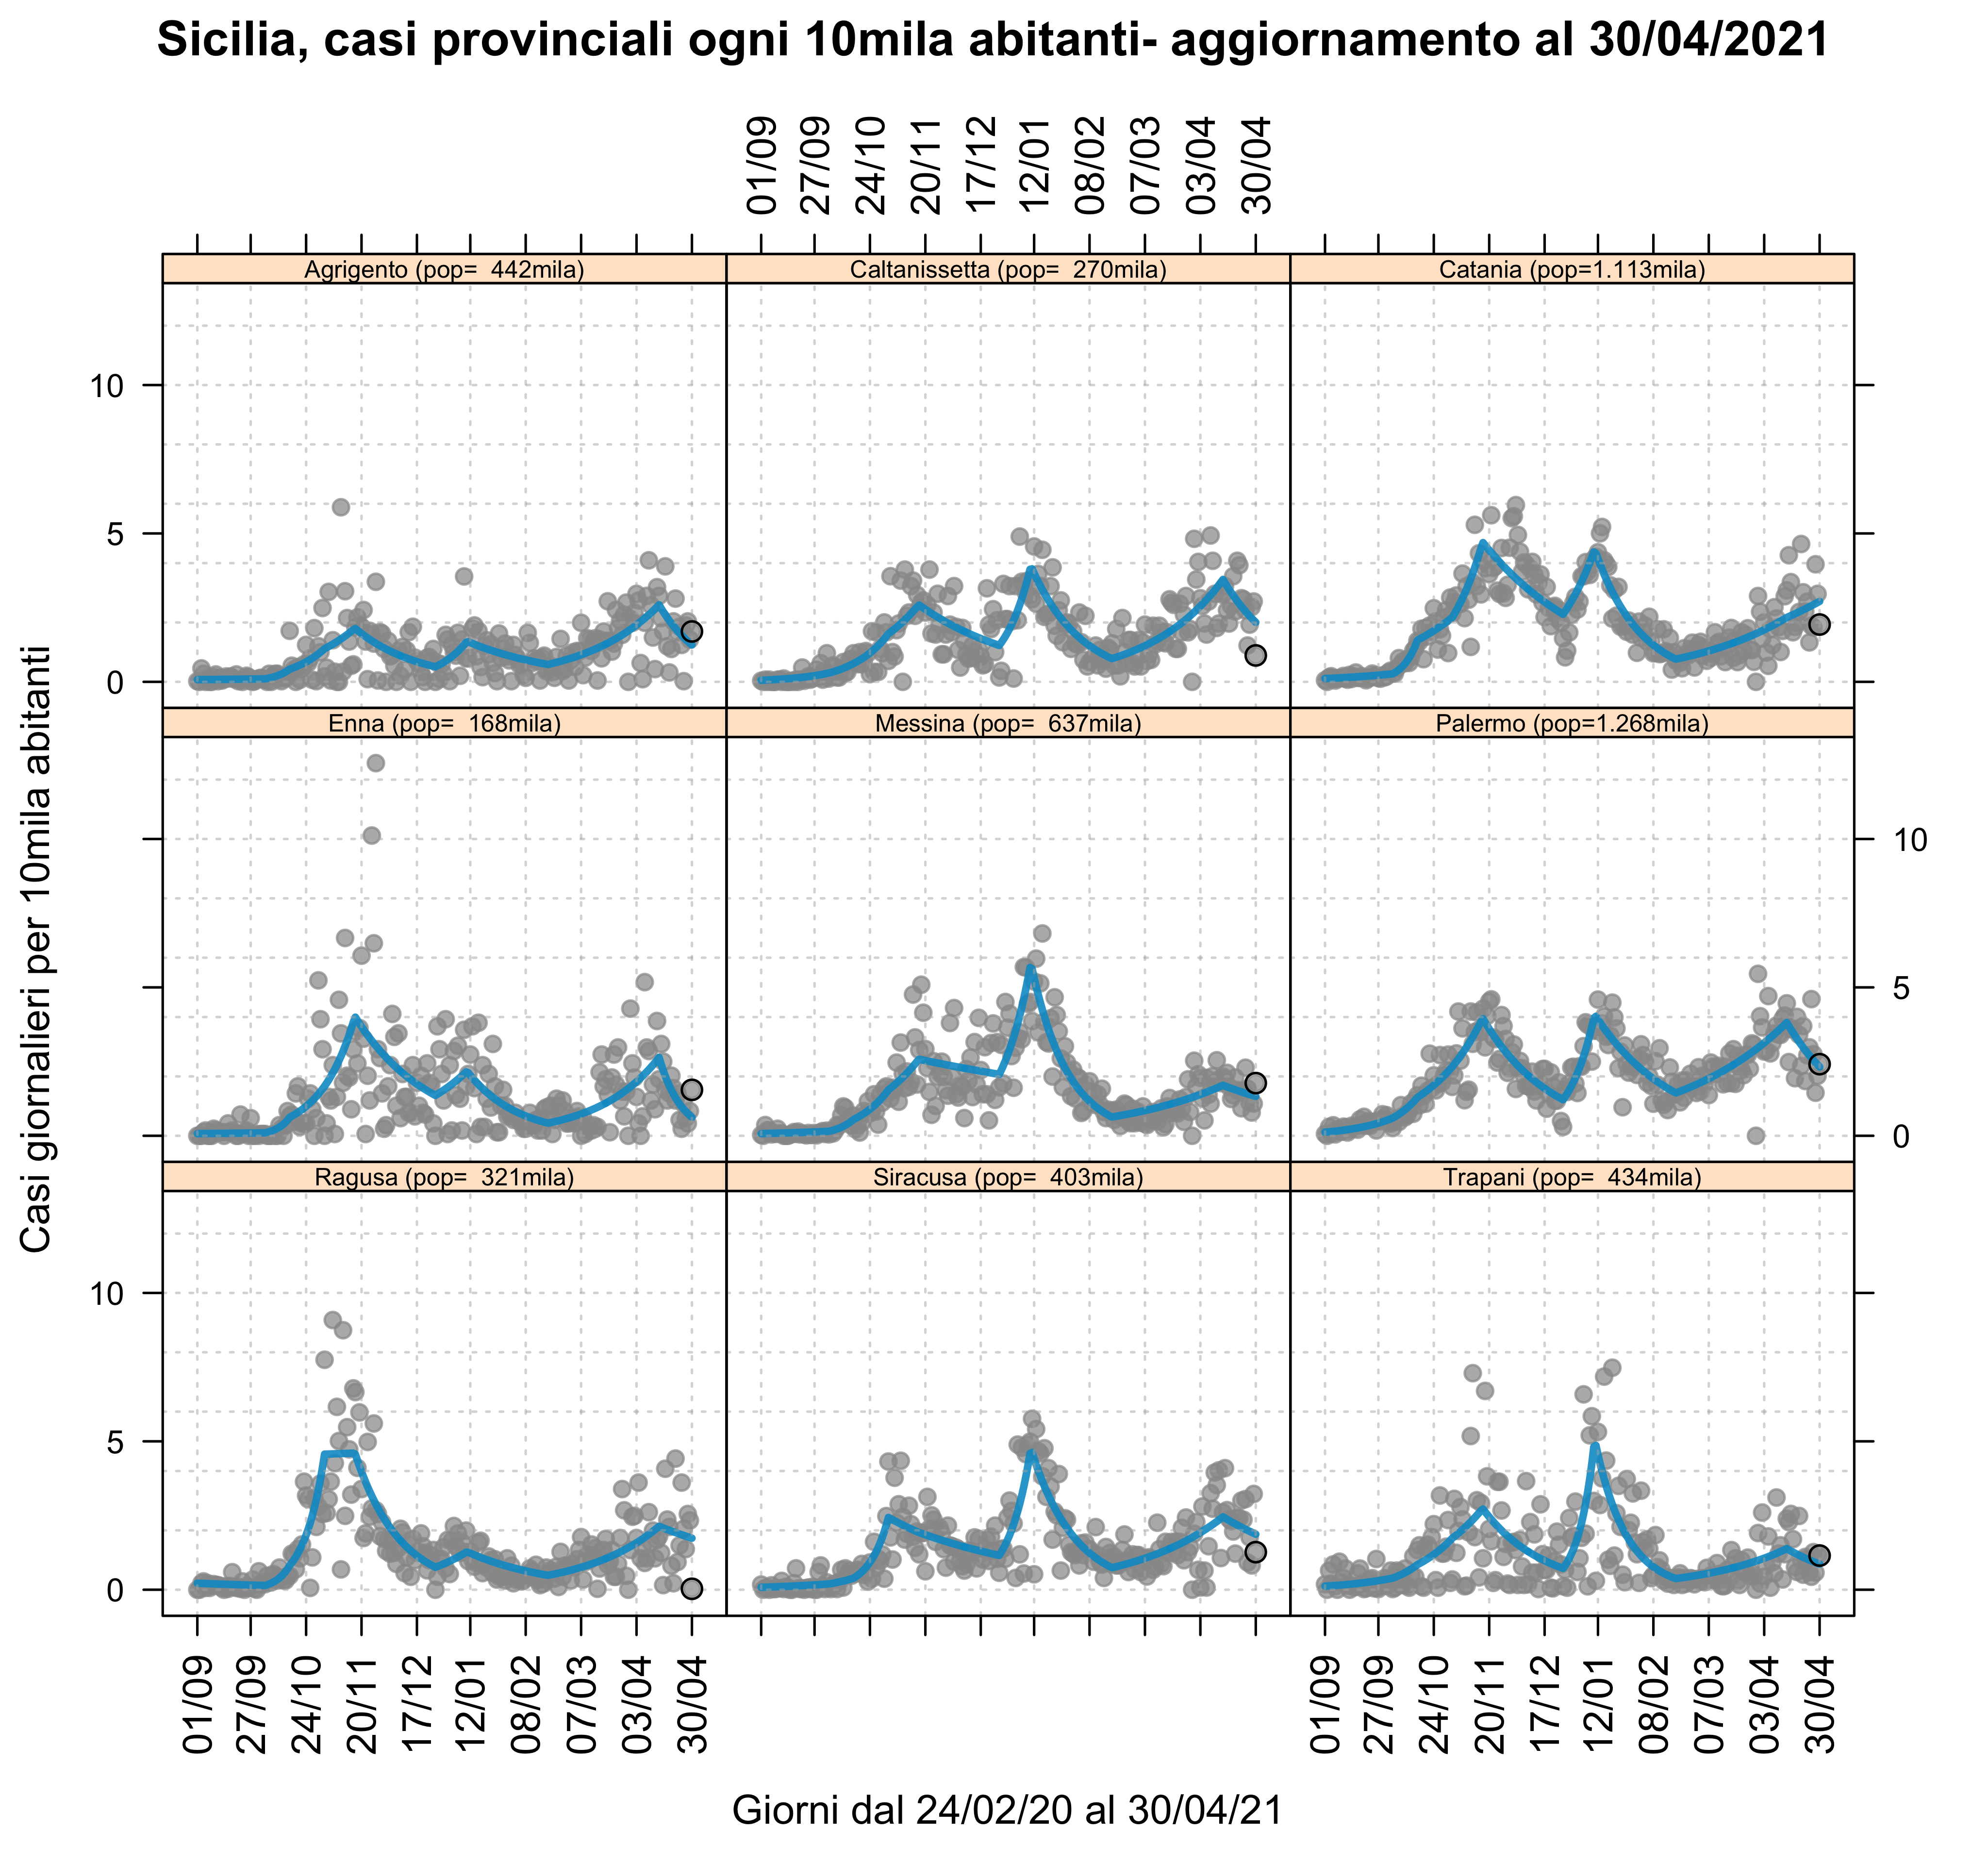 Sicilia, casi provinciali ogni 10mila abitanti- aggiornamento al 30/04/2021
01/09 27/09 24/10 20/11 17/12 12/01 08/02 07/03 03/04 30/04
Agrigento (pop=  442mila)
Caltanissetta (pop=  270mila)
Catania (pop=1.113mila)
10
5
0
Enna (pop=  168mila)
Messina (pop=  637mila)
Palermo (pop=1.268mila)
10
5
0
Ragusa (pop=  321mila)
Siracusa (pop=  403mila)
Trapani (pop=  434mila)
10
5
0
Casi giornalieri per 10mila abitanti
01/09 27/09 24/10 20/11 17/12 12/01 08/02 07/03 03/04 30/04
01/09 27/09 24/10 20/11 17/12 12/01 08/02 07/03 03/04 30/04
Giorni dal 24/02/20 al 30/04/21